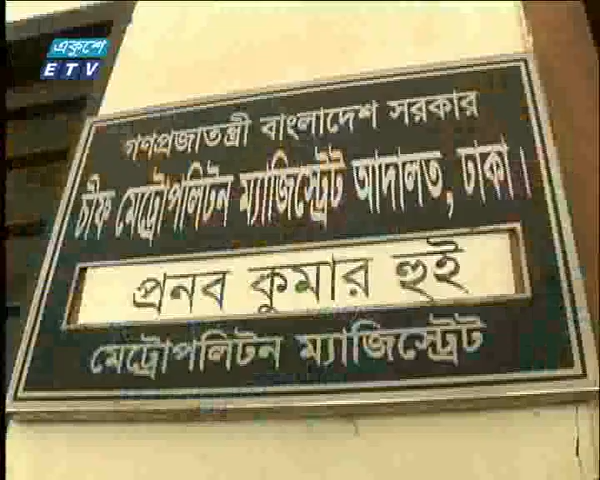 একুশে
ETV
গণপ্রজাতন্ত্রী বাংলাদেশ সরকার
চীফ মেট্রোপলিটন ম্যাজিস্ট্রেট আদালত, ঢাকা।
প্রনব কুমার হুই
মেট্রোপলিটন ম্যাজিস্ট্রেট